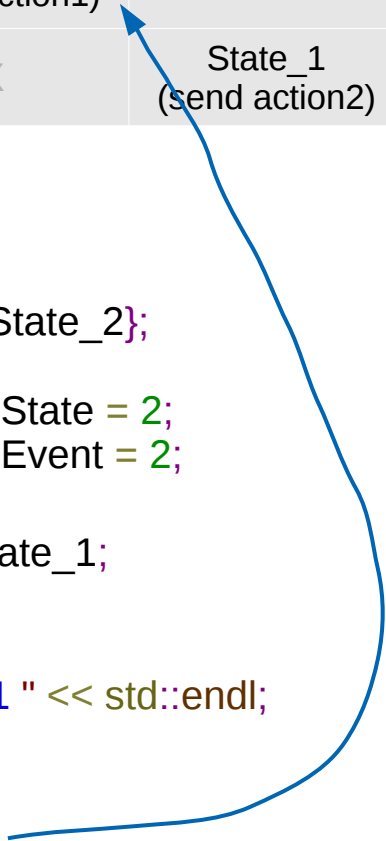 ction1)
State_1
(send action2)
State_2};
State = 2;
Event = 2;
ate_1;
1 " << std::endl;